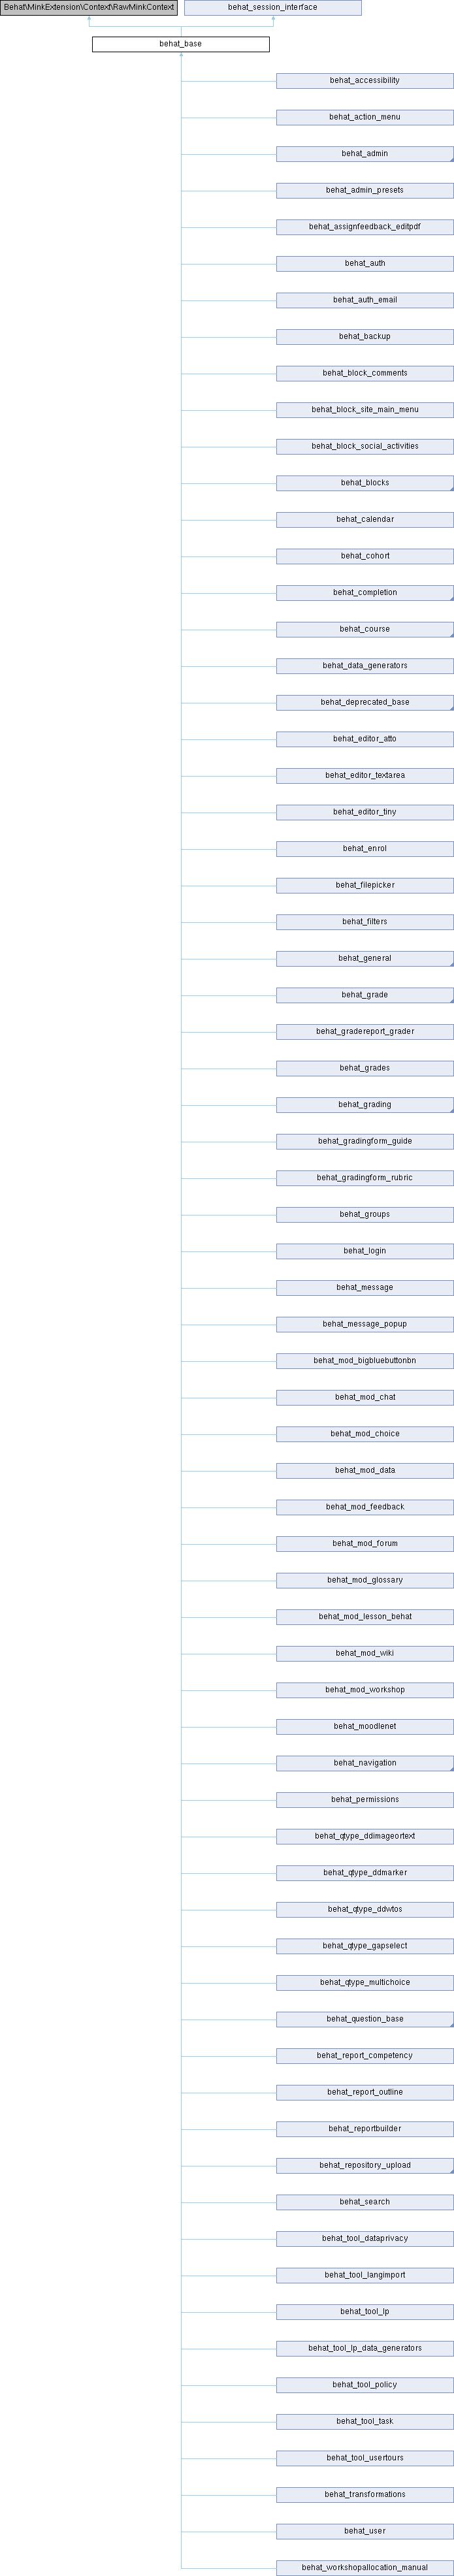 Behat\MinkExtension\Context\RawMinkContext
behat_session_interface
behat_base
behat_accessibility
behat_action_menu
behat_admin
behat_admin_presets
behat_assignfeedback_editpdf
behat_auth
behat_auth_email
behat_backup
behat_block_comments
behat_block_site_main_menu
behat_block_social_activities
behat_blocks
behat_calendar
behat_cohort
behat_completion
behat_course
behat_data_generators
behat_deprecated_base
behat_editor_atto
behat_editor_textarea
behat_editor_tiny
behat_enrol
behat_filepicker
behat_filters
behat_general
behat_grade
behat_gradereport_grader
behat_grades
behat_grading
behat_gradingform_guide
behat_gradingform_rubric
behat_groups
behat_login
behat_message
behat_message_popup
behat_mod_bigbluebuttonbn
behat_mod_chat
behat_mod_choice
behat_mod_data
behat_mod_feedback
behat_mod_forum
behat_mod_glossary
behat_mod_lesson_behat
behat_mod_wiki
behat_mod_workshop
behat_moodlenet
behat_navigation
behat_permissions
behat_qtype_ddimageortext
behat_qtype_ddmarker
behat_qtype_ddwtos
behat_qtype_gapselect
behat_qtype_multichoice
behat_question_base
behat_report_competency
behat_report_outline
behat_reportbuilder
behat_repository_upload
behat_search
behat_tool_dataprivacy
behat_tool_langimport
behat_tool_lp
behat_tool_lp_data_generators
behat_tool_policy
behat_tool_task
behat_tool_usertours
behat_transformations
behat_user
behat_workshopallocation_manual